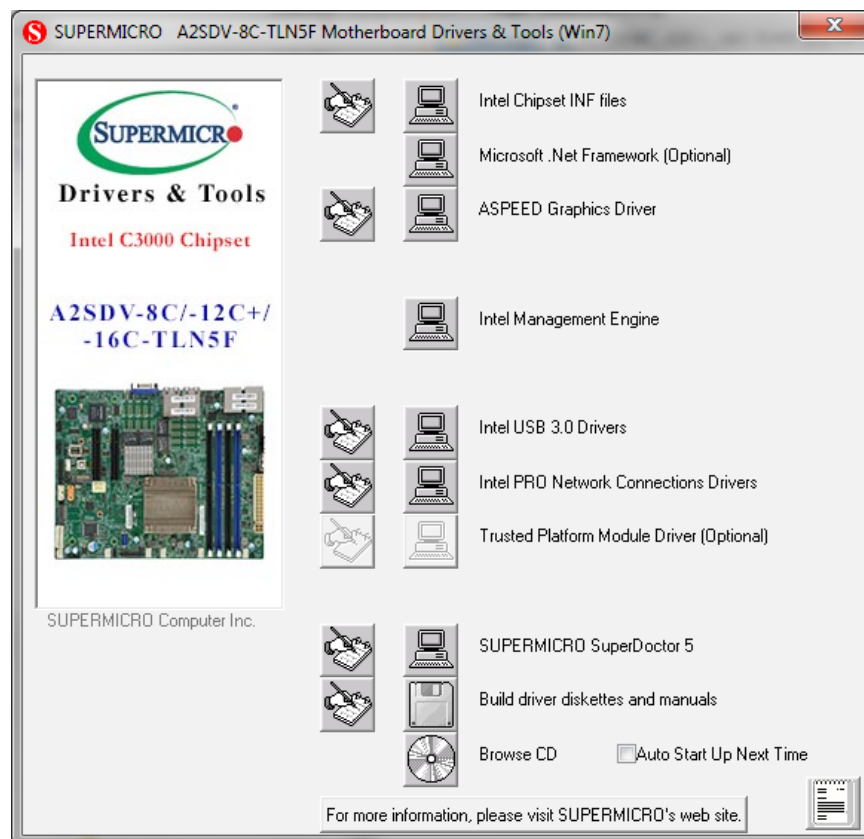 SUPERMICRO A2SDV-8C-TLN5F Motherboard Drivers & Tools (Win7)
SUPERMICR
Drivers & Tools
Intel C3000 Chipset
A2SDV-8C/-12C+/
-16C-TLN5F
SUPERMICRO Computer Inc.
Intel Chipset INF files
Microsoft .Net Framework (Optional)
ASPEED Graphics Driver
Intel Management Engine
Intel USB 3.0 Drivers
Intel PRO Network Connections Drivers
Trusted Platform Module Driver (Optional)
SUPERMICRO SuperDoctor 5
Build driver diskettes and manuals
Browse CD
Auto Start Up Next Time
For more information, please visit SUPERMICRO's web site.